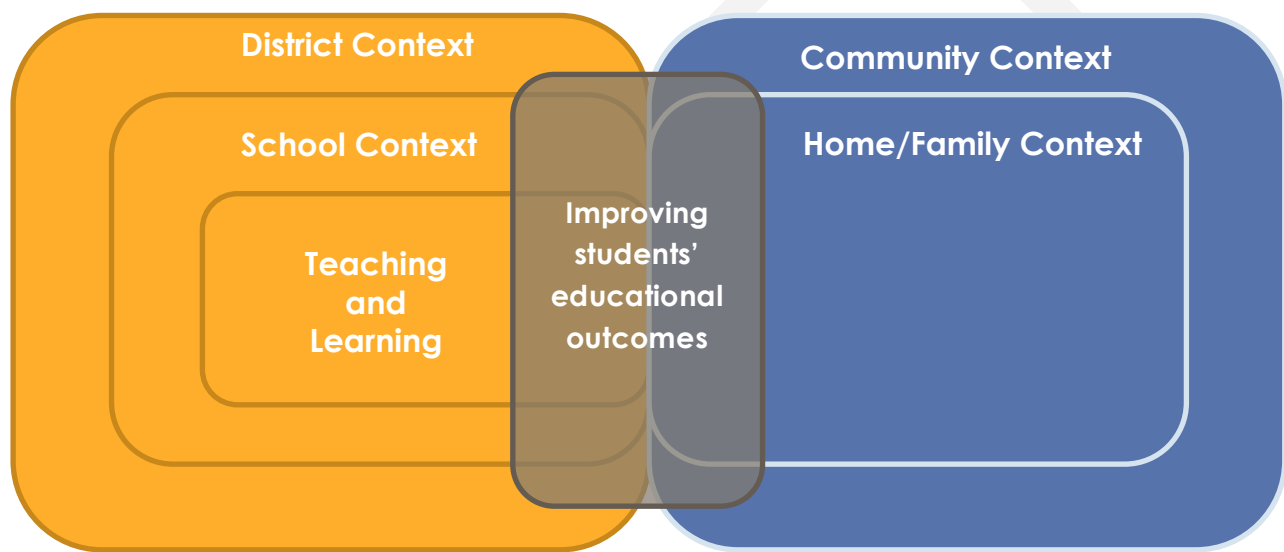 District Context
Community Context
School Context
Home/Family Context
Teaching
and
Learning
Improving
students’
educational
outcomes